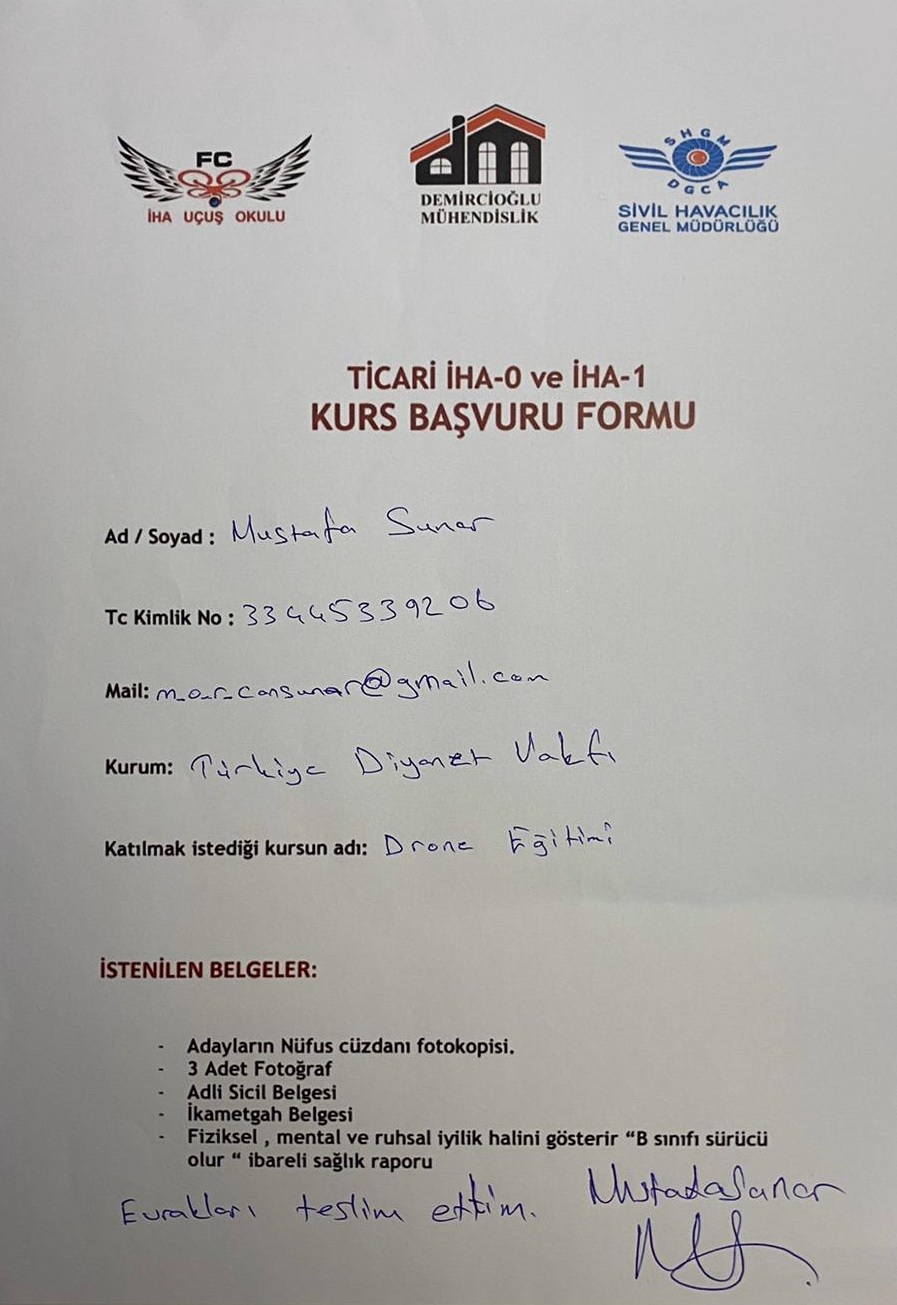 FC
İHA UÇUŞ OKULU
DEMİRCİOĞLU
MÜHENDİSLİK
SHGM
DGCA
SİVİL HAVACILIK
GENEL MÜDÜRLÜĞÜ
TİCARİ İHA-0 ve İHA-1
KURS BAŞVURU FORMU
Ad / Soyad : Mustafa Sunar
Tc Kimlik No : 33445339206
Mail: m_a_r_cansunar@gmail.com
Kurum: Türkiye Diyanet Vakfı
Katılmak istediği kursun adı: Drone Eğitimi
İSTENİLEN BELGELER:
- Adayların Nüfus cüzdanı fotokopisi.
- 3 Adet Fotoğraf
- Adli Sicil Belgesi
- İkametgah Belgesi
- Fiziksel , mental ve ruhsal iyilik halini gösterir “B sınıfı sürücü
olur “ ibareli sağlık raporu
Evrakları teslim ettim. Mustafa Sunar